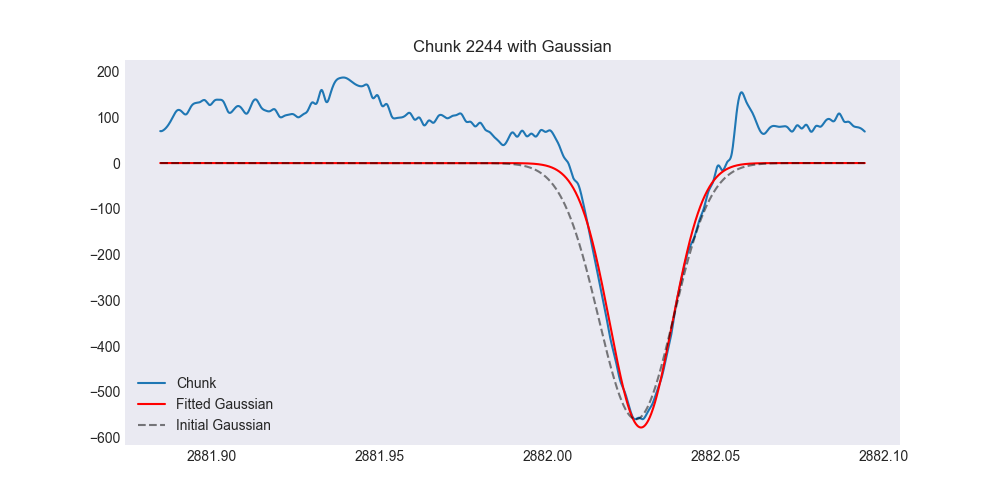 Chunk 2244 with Gaussian
200
100
0
−100
−200
−300
−400
−500
−600
Chunk
Fitted Gaussian
Initial Gaussian
2881.90 2881.95 2882.00 2882.05 2882.10